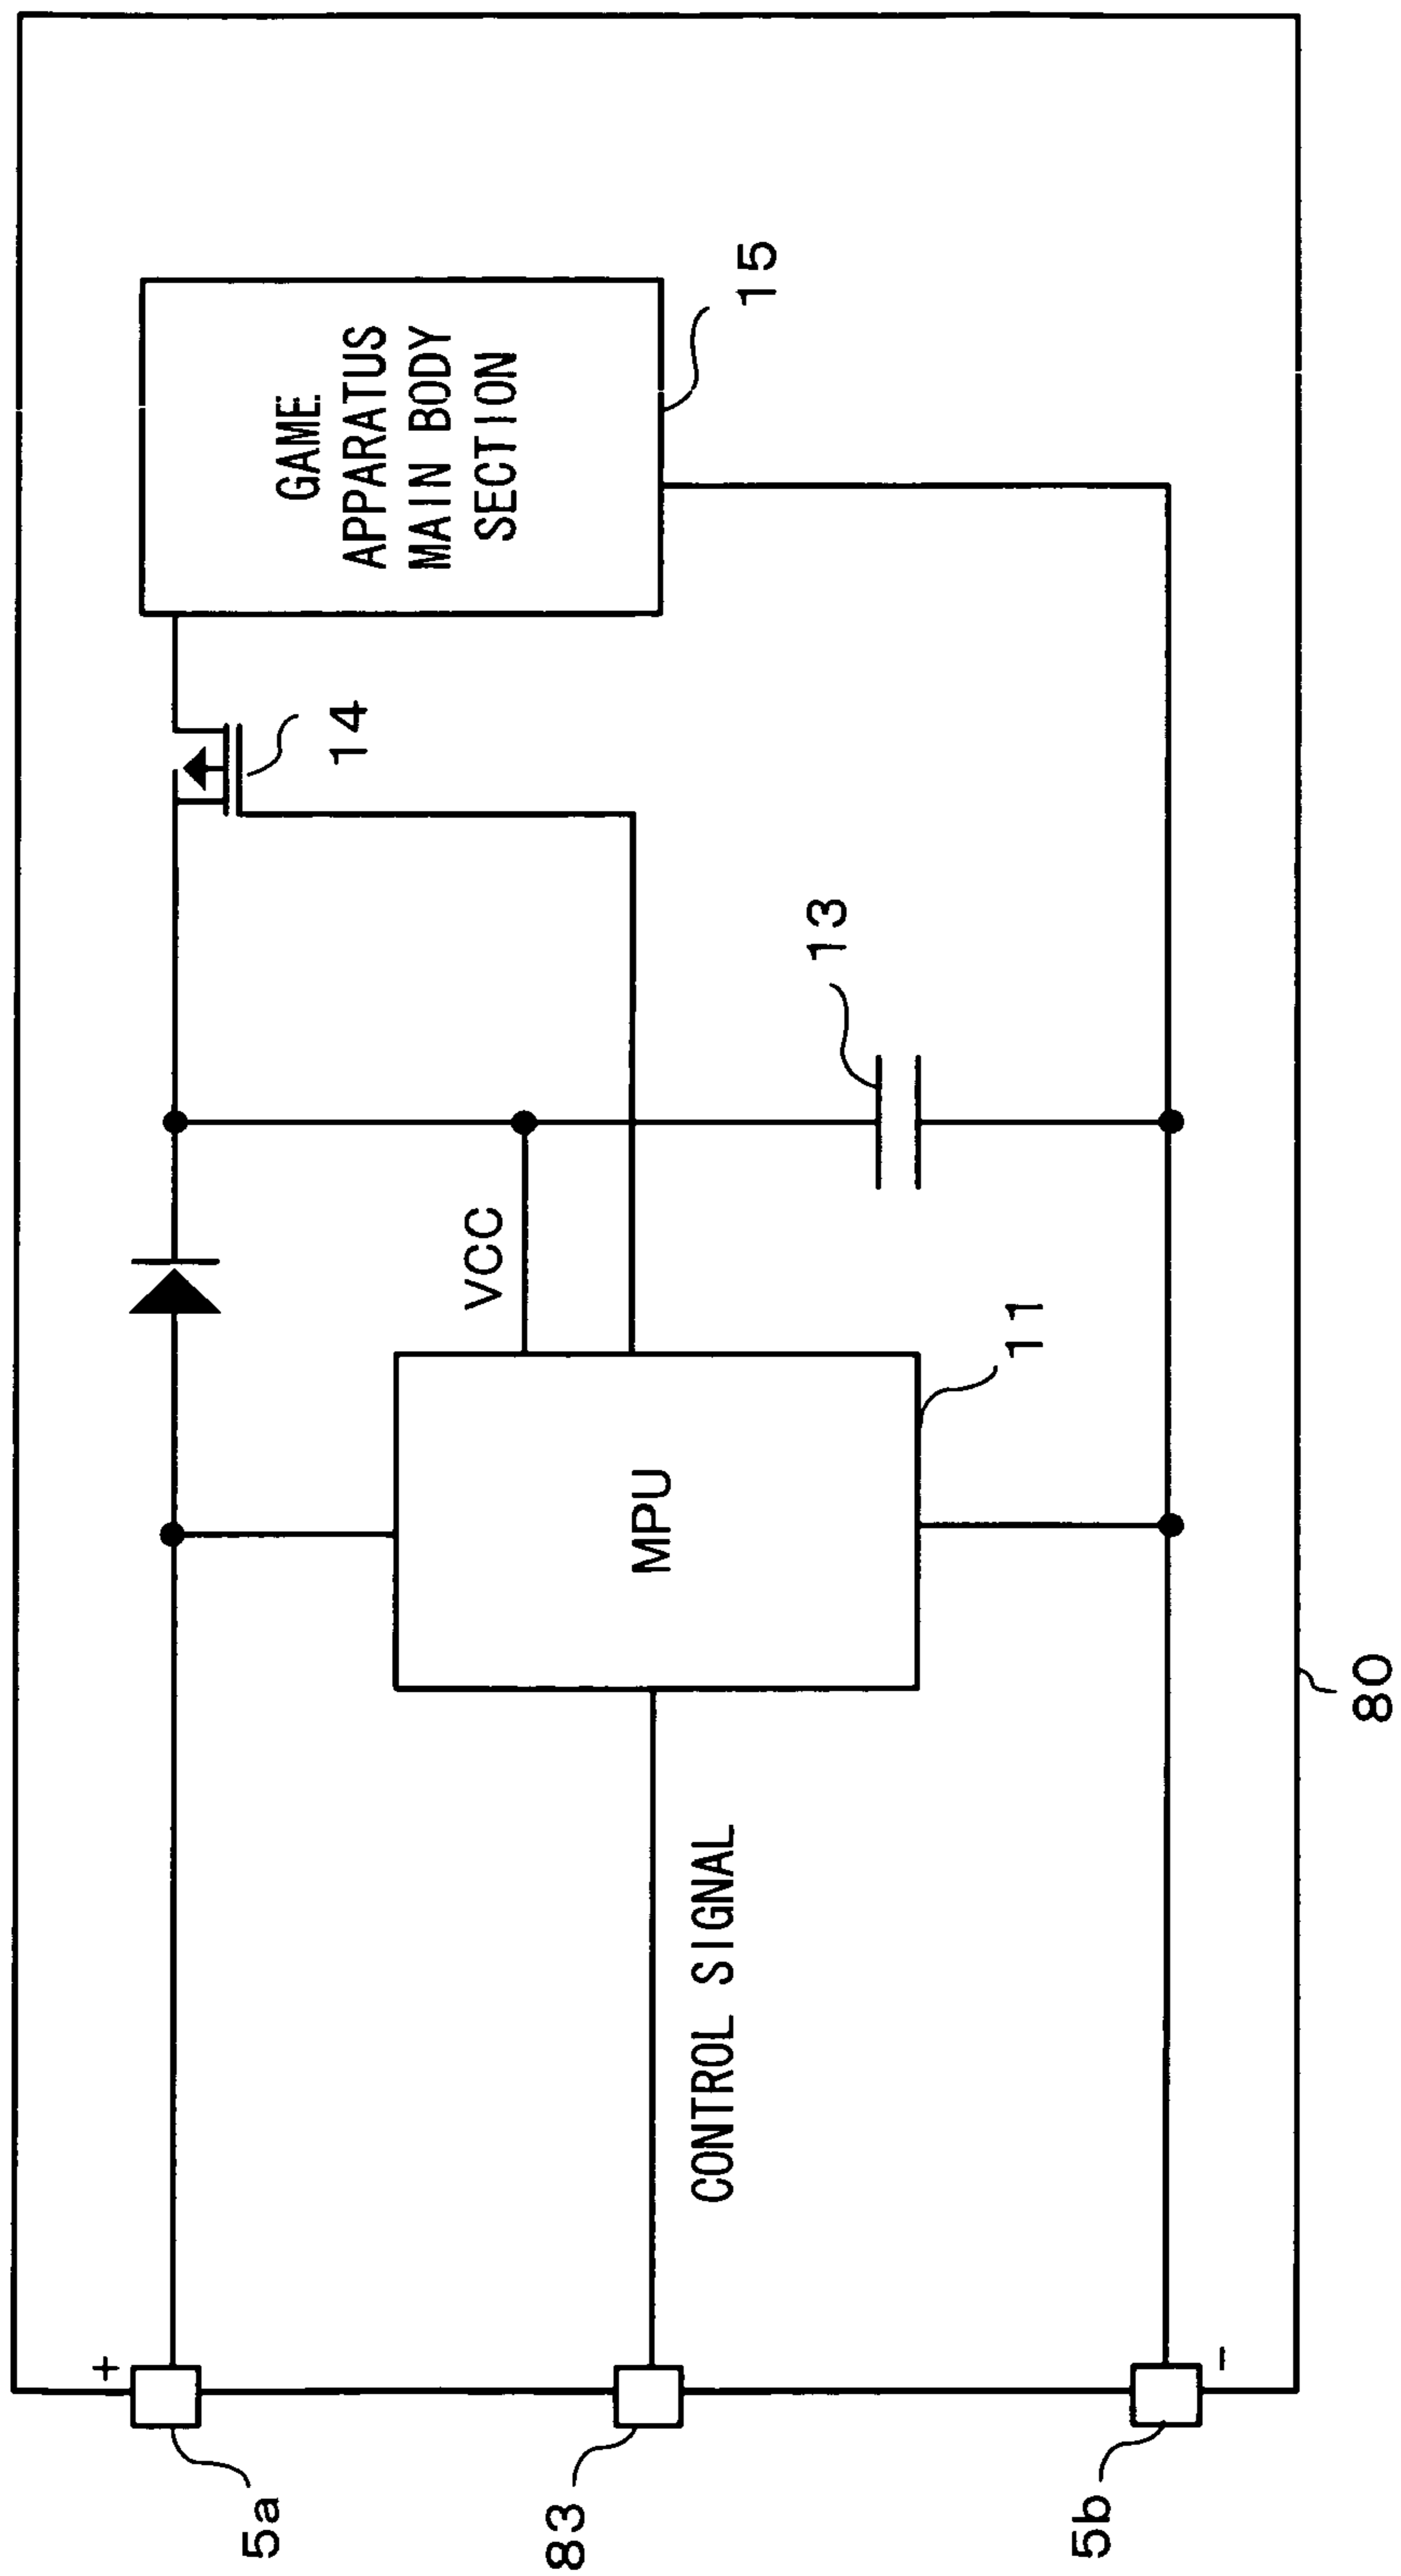 +
5a
83
5b
−
CONTROL SIGNAL
MPU
11
VCC
13
14
GAME
APPARATUS
MAIN BODY
SECTION
15
80